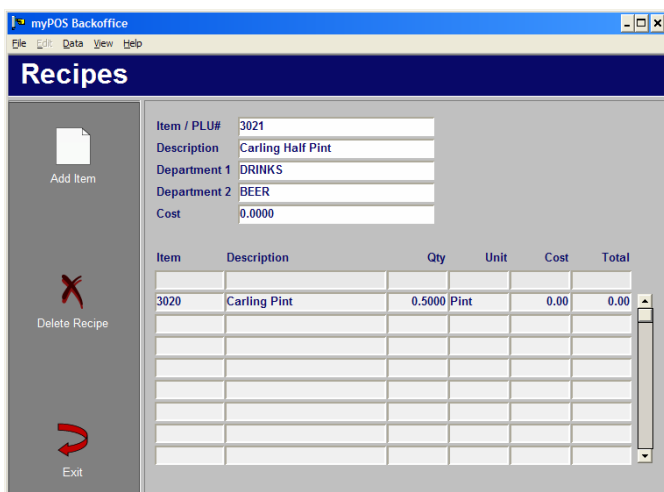 myPOS Backoffice
File Edit Data View Help
Recipes
Add Item
Delete Recipe
Exit
Item / PLU# 3021
Description Carling Half Pint
Department 1 DRINKS
Department 2 BEER
Cost 0.0000
Item Description Qty Unit Cost Total
3020 Carling Pint 0.5000 Pint 0.00 0.00